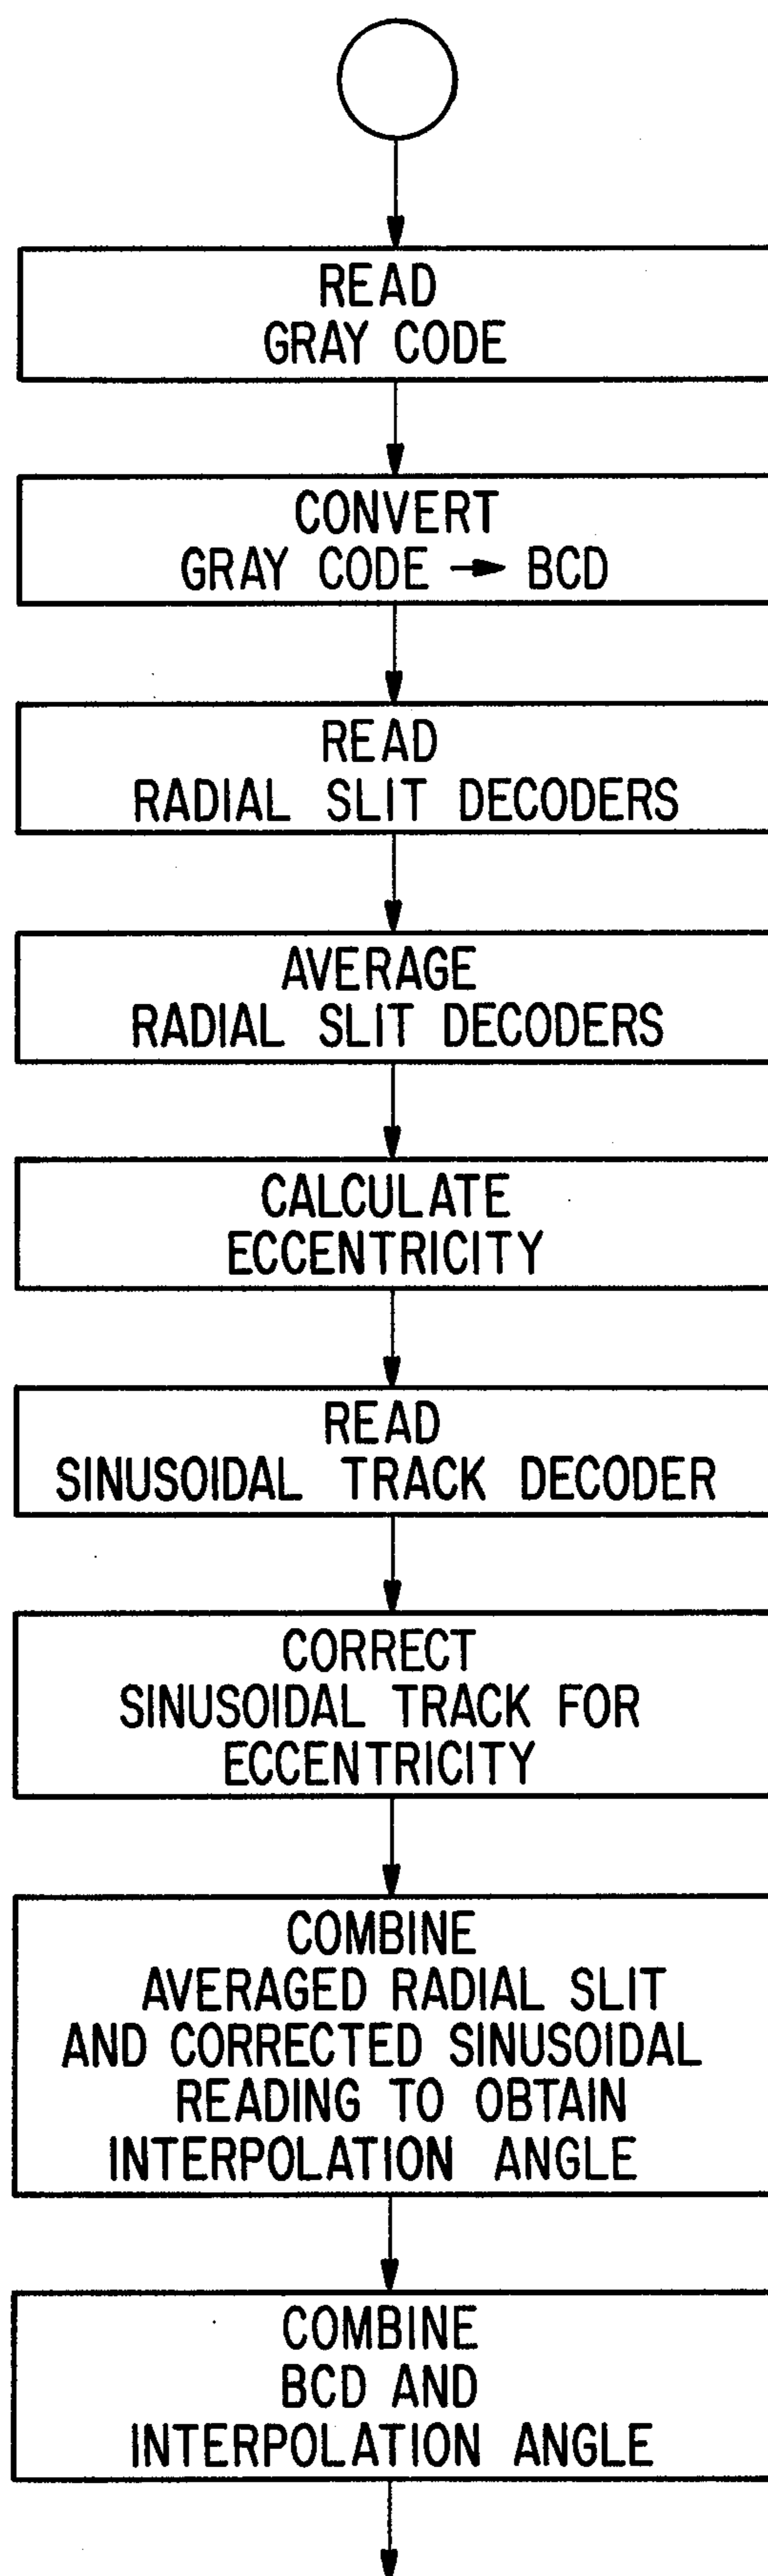 READ
GRAY CODE
CONVERT
GRAY CODE → BCD
READ
RADIAL SLIT DECODERS
AVERAGE
RADIAL SLIT DECODERS
CALCULATE
ECCENTRICITY
READ
SINUSOIDAL TRACK DECODER
CORRECT
SINUSOIDAL TRACK FOR
ECCENTRICITY
COMBINE
AVERAGED RADIAL SLIT
AND CORRECTED SINUSOIDAL
READING TO OBTAIN
INTERPOLATION ANGLE
COMBINE
BCD AND
INTERPOLATION ANGLE